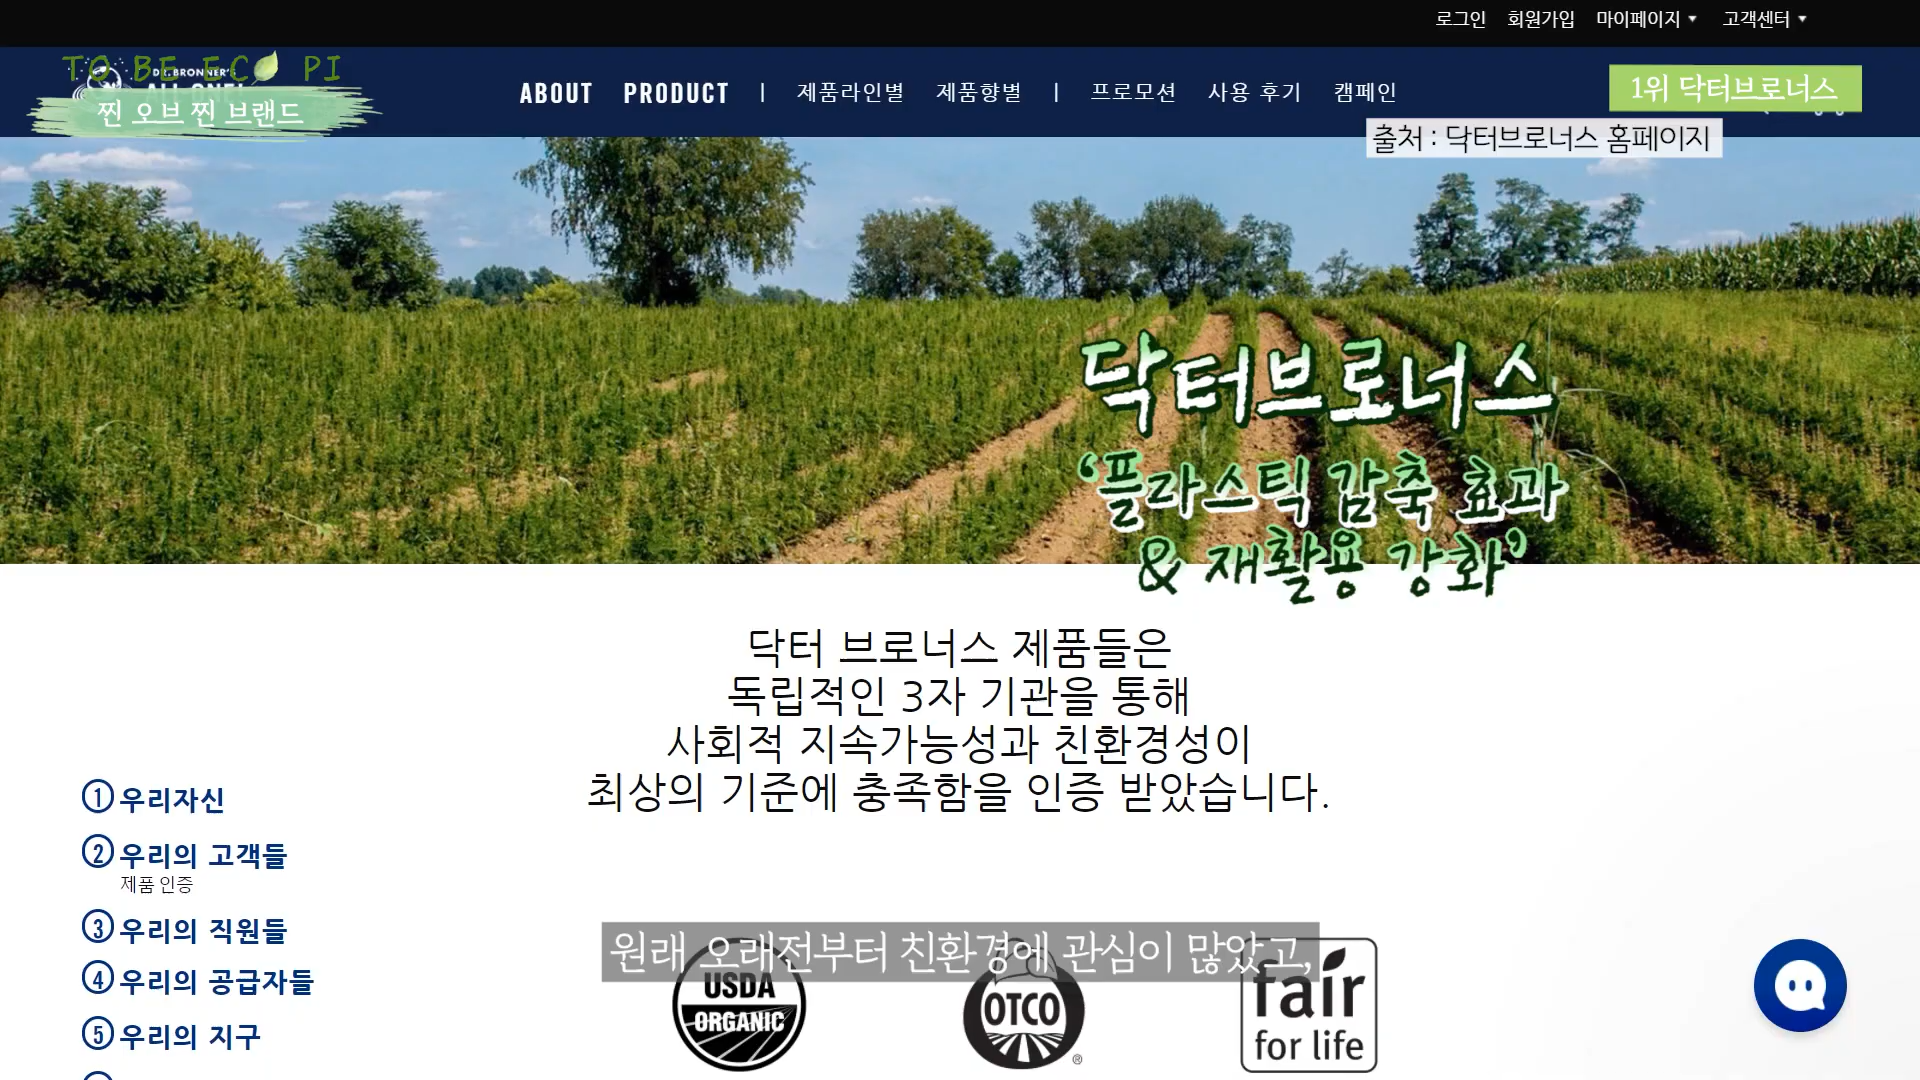 로그인 회원가입 마이페이지 고객센터
TO BE ECO PI
DR.BRONNER'S
ALL-ONE!
찐 오브 찐 브랜드
ABOUT PRODUCT | 제품라인별 제품향별 | 프로모션 사용 후기 캠페인
1위 닥터브로너스
출처 : 닥터브로너스 홈페이지
닥터브로너스
‘플라스틱 감축 효과
& 재활용 강화’
닥터 브로너스 제품들은
독립적인 3자 기관을 통해
사회적 지속가능성과 친환경성이
최상의 기준에 충족함을 인증 받았습니다.
① 우리자신
② 우리의 고객들
제품 인증
③ 우리의 직원들
④ 우리의 공급자들
⑤ 우리의 지구
원래 오래전부터 친환경에 관심이 많았고,
USDA
ORGANIC
OTCO
®
fair
for life